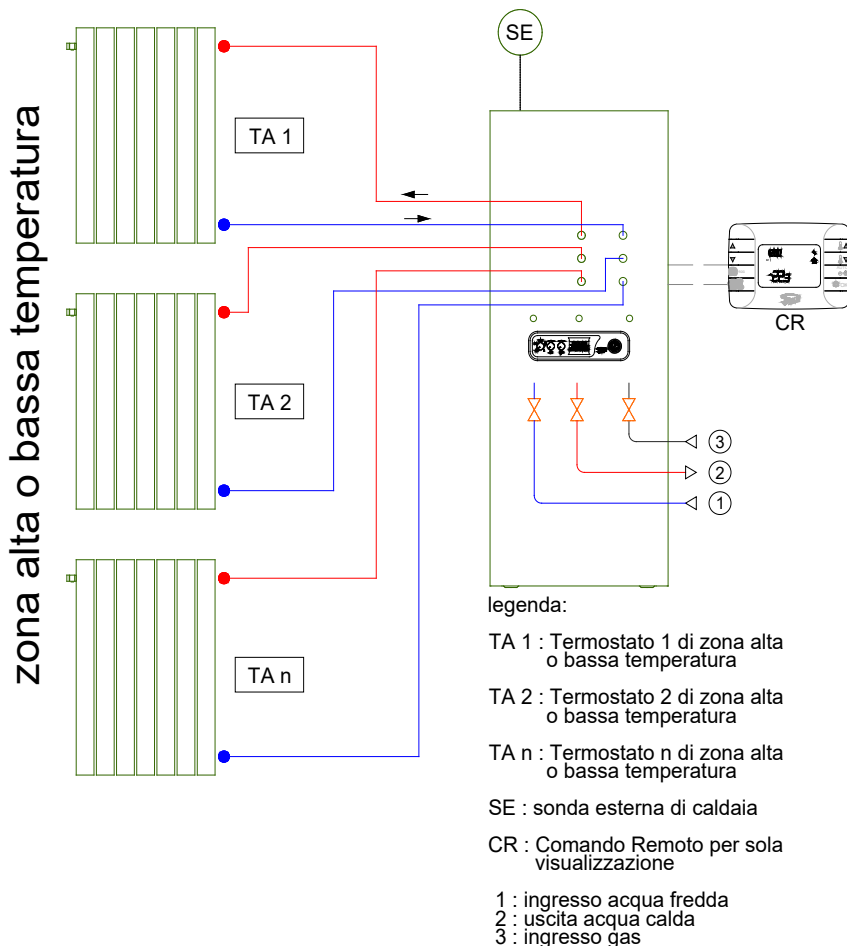 SE
zona alta o bassa temperatura
TA 1
TA 2
TA n
CR
3
2
1
legenda:
TA 1 : Termostato 1 di zona alta
o bassa temperatura
TA 2 : Termostato 2 di zona alta
o bassa temperatura
TA n : Termostato n di zona alta
o bassa temperatura
SE : sonda esterna di caldaia
CR : Comando Remoto per sola
visualizzazione
1 : ingresso acqua fredda
2 : uscita acqua calda
3 : ingresso gas